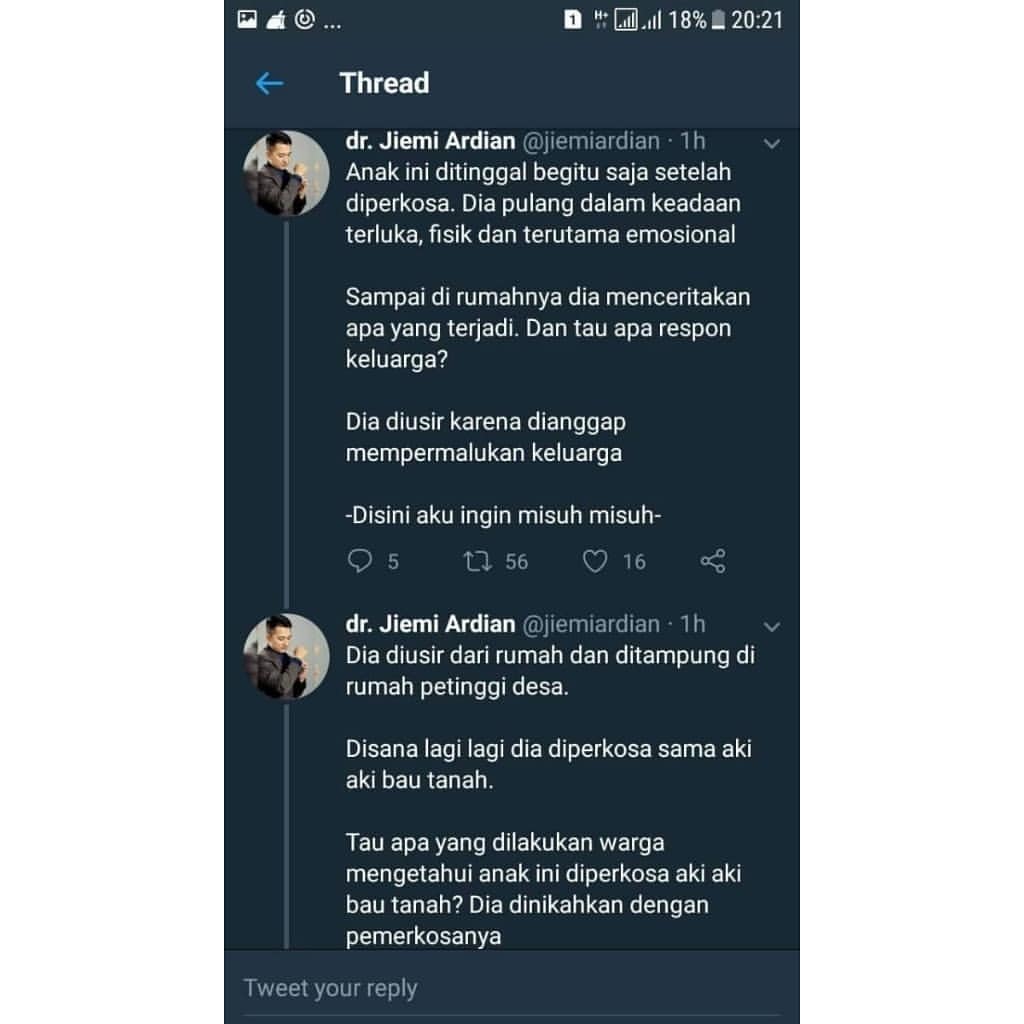 ... 1 H+ 18% 20:21
Thread
dr. Jiemi Ardian @jiemiardian · 1h
Anak ini ditinggal begitu saja setelah
diperkosa. Dia pulang dalam keadaan
terluka, fisik dan terutama emosional
Sampai di rumahnya dia menceritakan
apa yang terjadi. Dan tau apa respon
keluarga?
Dia diusir karena dianggap
mempermalukan keluarga
-Disini aku ingin misuh misuh-
5 56 16
dr. Jiemi Ardian @jiemiardian · 1h
Dia diusir dari rumah dan ditampung di
rumah petinggi desa.
Disana lagi lagi dia diperkosa sama aki
aki bau tanah.
Tau apa yang dilakukan warga
mengetahui anak ini diperkosa aki aki
bau tanah? Dia dinikahkan dengan
pemerkosanya
Tweet your reply